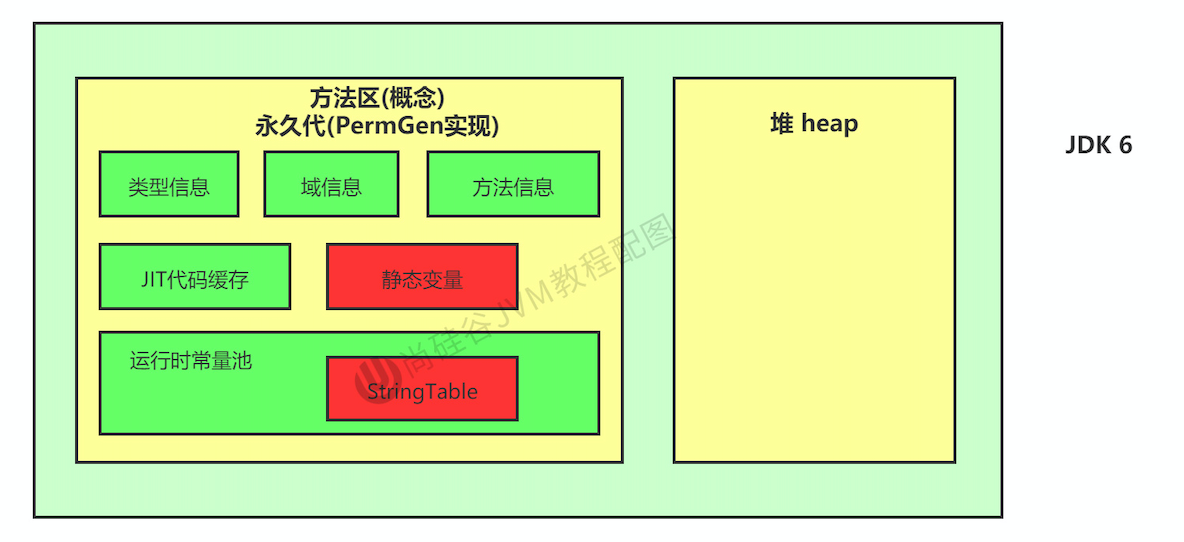 方法区(概念)
永久代(PermGen实现)
堆 heap
JDK 6
类型信息
域信息
方法信息
JIT代码缓存
静态变量
运行时常量池
StringTable
尚硅谷JVM教程配图